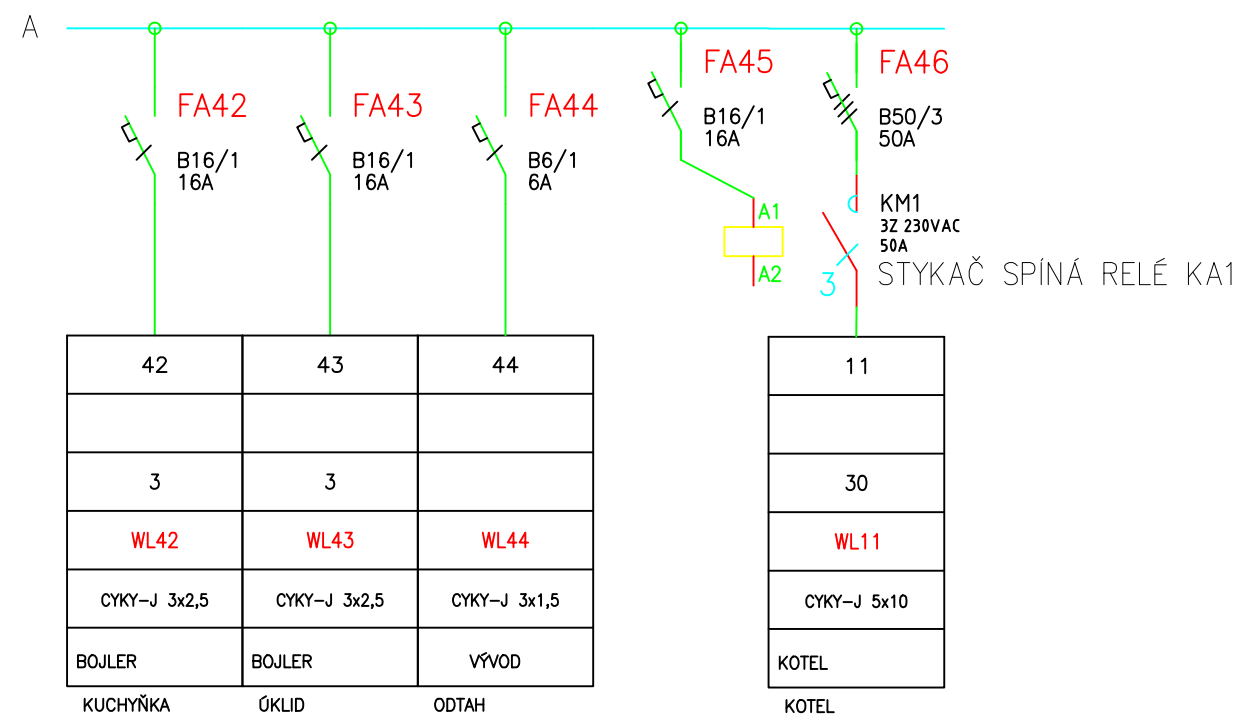 A
FA42
B16/1
16A
FA43
B16/1
16A
FA44
B6/1
6A
FA45
B16/1
16A
A1
A2
FA46
B50/3
50A
KM1
3Z 230VAC
50A
3
STYKAČ SPÍNÁ RELÉ KA1
42 43 44 11
3 3 30
WL42 WL43 WL44 WL11
CYKY-J 3x2,5 CYKY-J 3x2,5 CYKY-J 3x1,5 CYKY-J 5x10
BOJLER BOJLER VÝVOD KOTEL
KUCHYŇKA ÚKLID ODTAH KOTEL